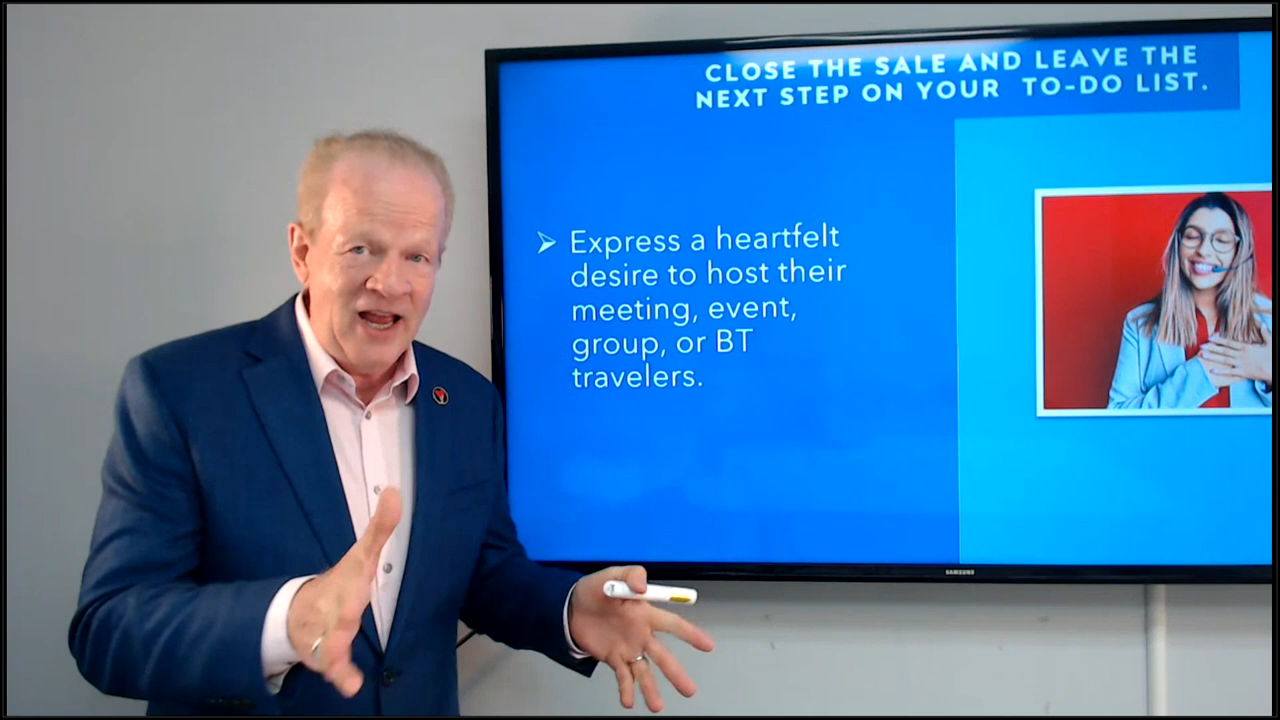 CLOSE THE SALE AND LEAVE THE
NEXT STEP ON YOUR TO-DO LIST.
➢ Express a heartfelt
desire to host their
meeting, event,
group, or BT
travelers.
SAMSUNG